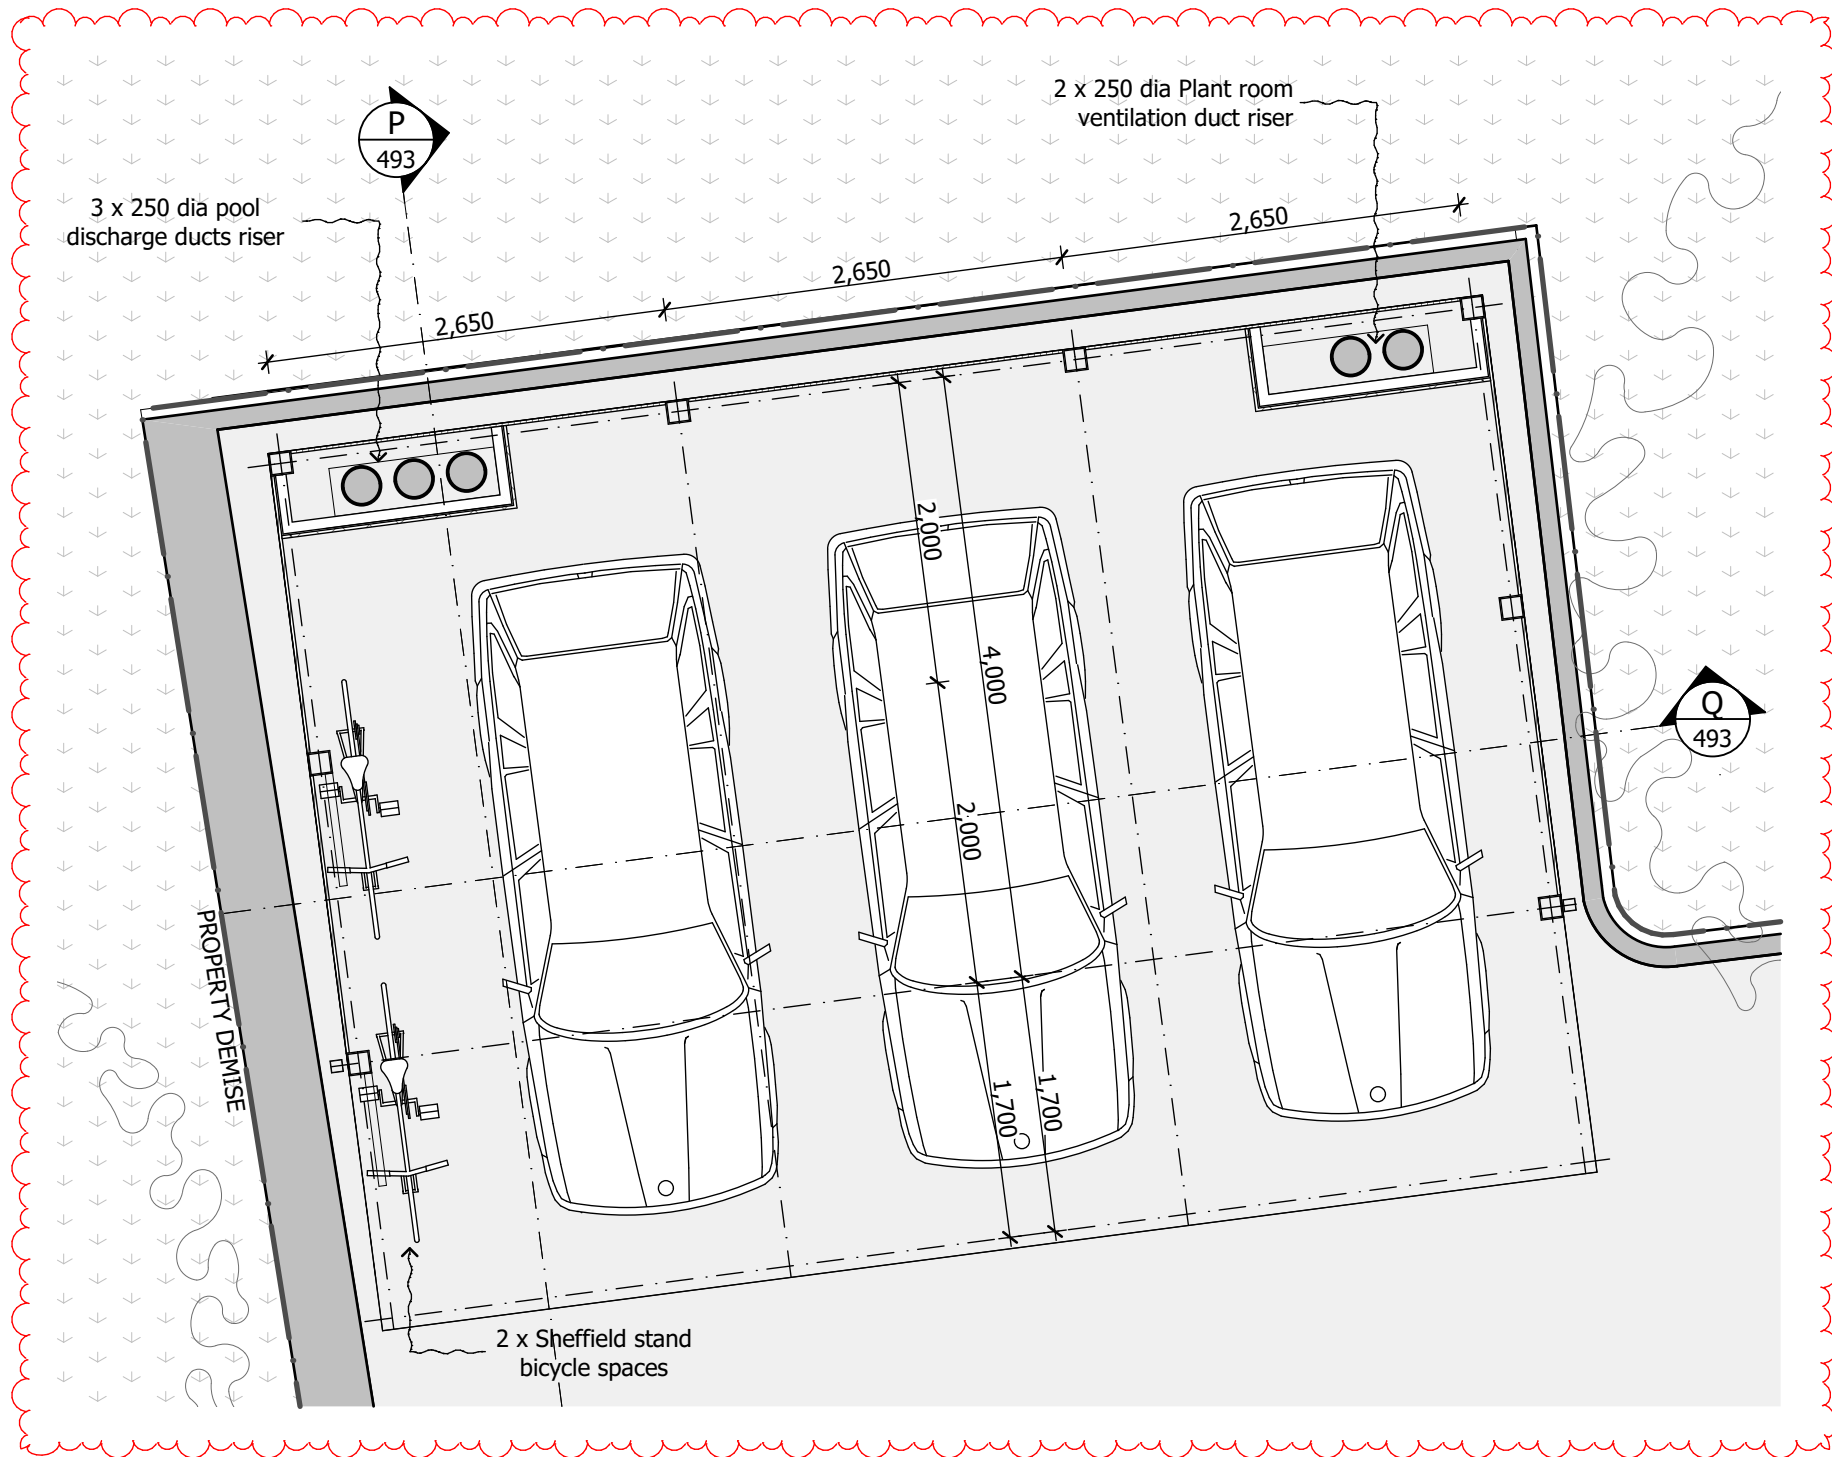 2 x 250 dia Plant room
ventilation duct riser
P
493
3 x 250 dia pool
discharge ducts riser
2,650
2,650
2,650
2,000
4,000
Q
493
2,000
PROPERTY DEMISE
1,700
1,700
2 x Sheffield stand
bicycle spaces